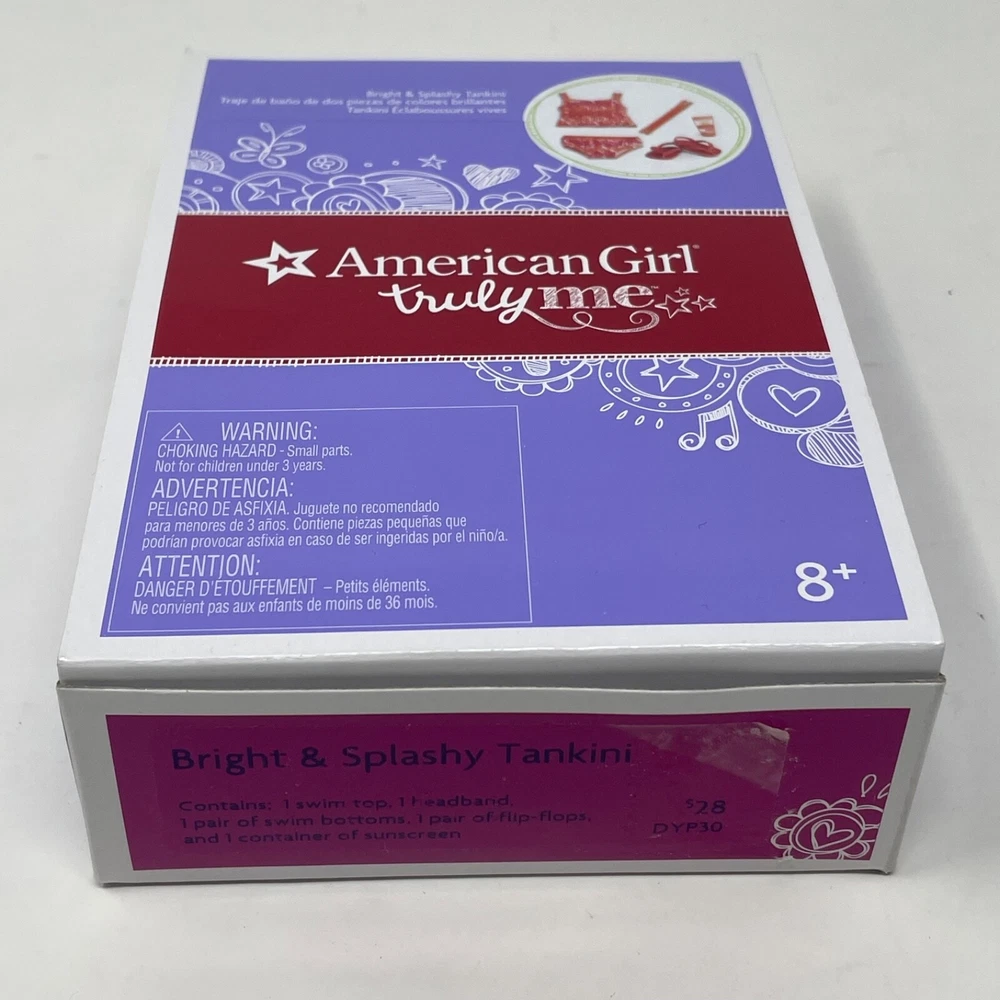 Bright & Splashy Tankini
Traje de baño de dos piezas de colores brillantes
Tankini Éclaboussures vives
American Girl®
truly me™
WARNING:
CHOKING HAZARD - Small parts.
Not for children under 3 years.
ADVERTENCIA:
PELIGRO DE ASFIXIA. Juguete no recomendado
para menores de 3 años. Contiene piezas pequeñas que
podrían provocar asfixia en caso de ser ingeridas por el niño/a.
ATTENTION:
DANGER D'ÉTOUFFEMENT – Petits éléments.
Ne convient pas aux enfants de moins de 36 mois.
8+
Bright & Splashy Tankini
Contains: 1 swim top, 1 headband,
1 pair of swim bottoms, 1 pair of flip-flops,
and 1 container of sunscreen
$28
DYP30